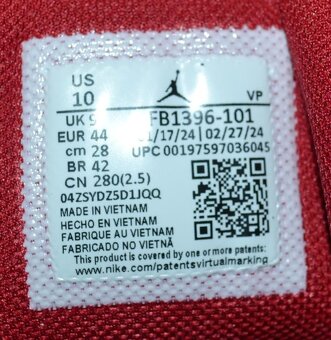 US
10
VP
UK 9
FB1396-101
EUR 44
01/17/24 | 02/27/24
cm 28
UPC 00197597036045
BR 42
CN 280(2.5)
04ZSYDZ5D1JQQ
MADE IN VIETNAM
HECHO EN VIETNAM
FABRIQUE AU VIETNAM
FABRICADO NO VIETNÃ
This product is covered by one or more patents:
www.nike.com/patentsvirtualmarking